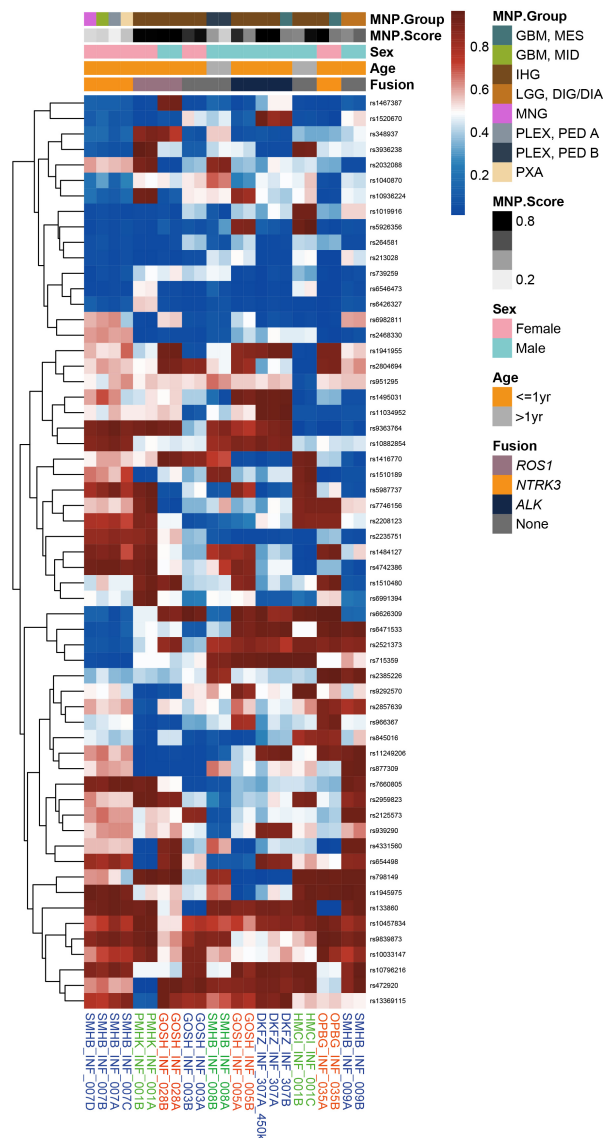 MNP.Group
MNP.Score
Sex
Age
Fusion
rs1467387
rs1520670
rs348937
rs3936238
rs2032088
rs1040870
rs10936224
rs1019916
rs5926356
rs264581
rs213028
rs739259
rs6546473
rs6426327
rs6982811
rs2468330
rs1941955
rs2804694
rs951295
rs1495031
rs11034952
rs9363764
rs10882854
rs1416770
rs1510189
rs5987737
rs7746156
rs2208123
rs2235751
rs1484127
rs4742386
rs1510480
rs6991394
rs6626309
rs6471533
rs2521373
rs715359
rs2385226
rs9292570
rs2857639
rs966367
rs845016
rs11249206
rs877309
rs7660805
rs2959823
rs2125573
rs939290
rs4331560
rs654498
rs798149
rs1945975
rs133860
rs10457834
rs9839873
rs10033147
rs10796216
rs472920
rs13369115
SMHB_INF_007D
SMHB_INF_007B
SMHB_INF_007A
SMHB_INF_007C
PMHK_INF_001B
PMHK_INF_001A
GOSH_INF_028B
GOSH_INF_028A
GOSH_INF_003B
GOSH_INF_003A
SMHB_INF_008B
SMHB_INF_008A
GOSH_INF_005A
GOSH_INF_005B
DKFZ_INF_307A_450k
DKFZ_INF_307A
DKFZ_INF_307B
HMCI_INF_001B
HMCI_INF_001C
OPBG_INF_035A
OPBG_INF_035B
SMHB_INF_009A
SMHB_INF_009B
0.8
0.6
0.4
0.2
MNP.Group
GBM, MES
GBM, MID
IHG
LGG, DIG/DIA
MNG
PLEX, PED A
PLEX, PED B
PXA
MNP.Score
0.8
0.2
Sex
Female
Male
Age
<=1yr
>1yr
Fusion
ROS1
NTRK3
ALK
None